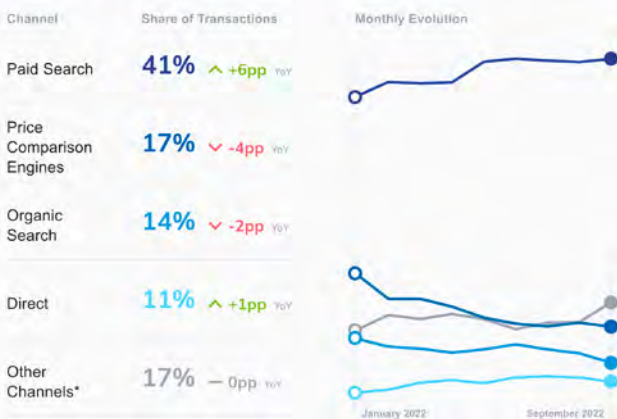 Channel Share of Transactions Monthly Evolution
Paid Search 41% +6pp YoY
Price
Comparison 17% -4pp YoY
Engines
Organic 14% -2pp YoY
Search
Direct 11% +1pp YoY
Other 17% — 0pp YoY
Channels*
January 2022 September 2022